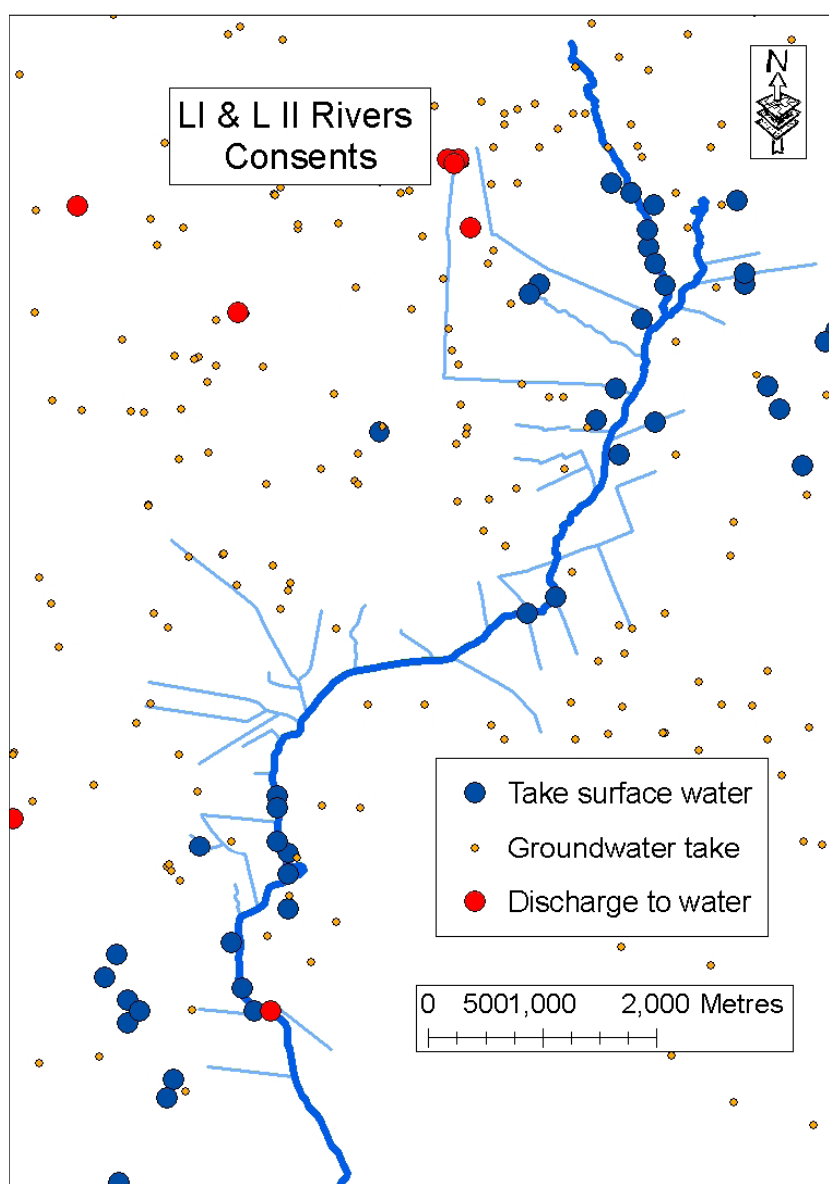 LI & L II Rivers
Consents
N
Take surface water
Groundwater take
Discharge to water
0 5001,000 2,000 Metres